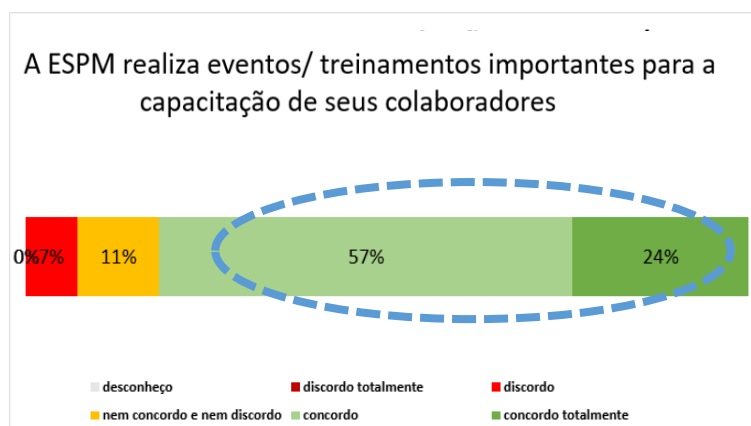 A ESPM realiza eventos/ treinamentos importantes para a
capacitação de seus colaboradores
0%7% 11% 57% 24%
desconheço discordo totalmente discordo
nem concordo e nem discordo concordo concordo totalmente